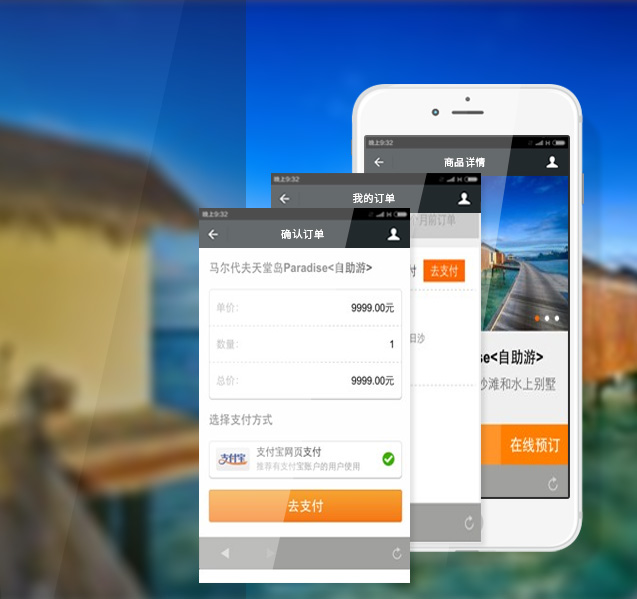 晚上9:32
商品详情
晚上9:32
我的订单
月前订单
去支付
日沙
se<自助游>
沙滩和水上别墅
在线预订
晚上9:32
确认订单
马尔代夫天堂岛Paradise<自助游>
单价: 9999.00元
数量: 1
总价: 9999.00元
选择支付方式
支付宝
支付宝网页支付
推荐有支付宝账户的用户使用
去支付